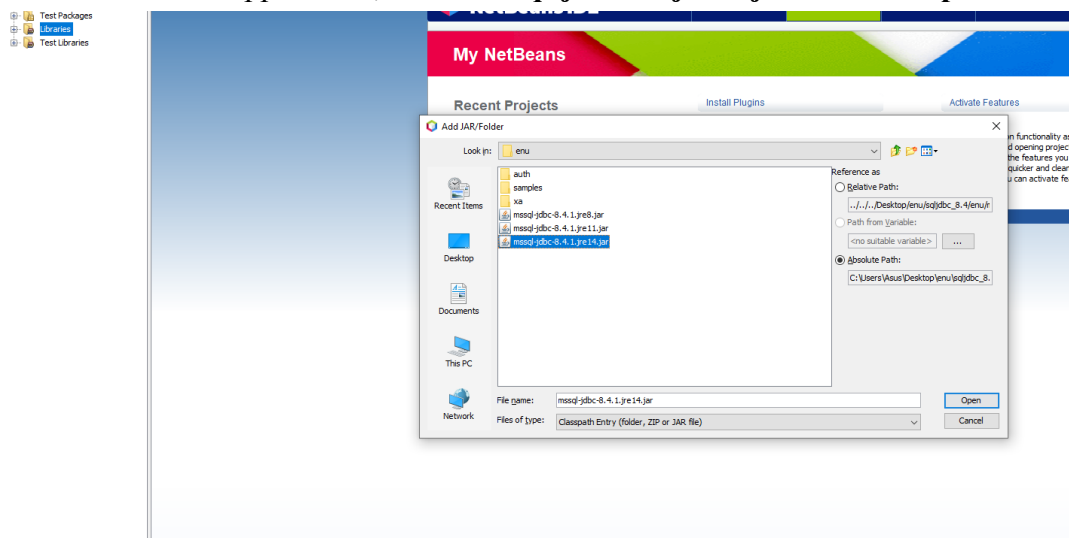 Test Packages
Libraries
Test Libraries
My NetBeans
Recent Projects
Install Plugins
Activate Features
Add JAR/Folder
Look in:
enu
Recent Items
Desktop
Documents
This PC
Network
auth
samples
xa
mssql-jdbc-8.4.1.jre8.jar
mssql-jdbc-8.4.1.jre11.jar
mssql-jdbc-8.4.1.jre14.jar
Reference as
Relative Path:
../../../Desktop/enu/sqljdbc_8.4/enu/r
Path from Variable:
<no suitable variable>
...
Absolute Path:
C:\Users\Asus\Desktop\enu\sqljdbc_8.
File name:
mssql-jdbc-8.4.1.jre14.jar
Open
Files of type:
Classpath Entry (folder, ZIP or JAR file)
Cancel
n functionality as
d opening projec
the features you
quicker and clean
u can activate fe